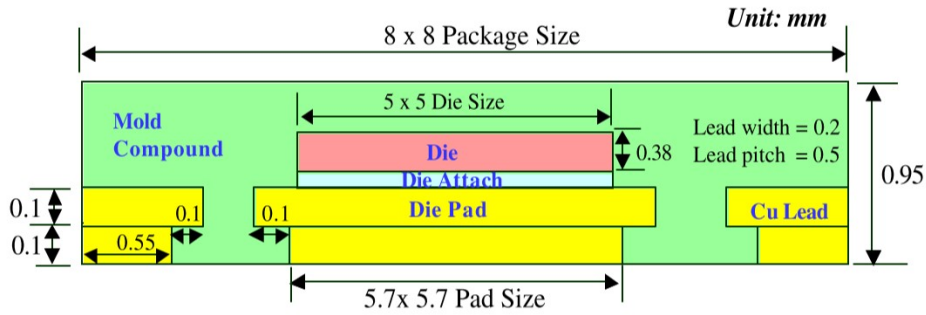 Unit: mm
8 x 8 Package Size
5 x 5 Die Size
Mold
Compound
Lead width = 0.2
Lead pitch = 0.5
Die
0.38
Die Attach
0.95
0.1
0.1
0.1
Die Pad
Cu Lead
0.1
0.55
5.7x 5.7 Pad Size